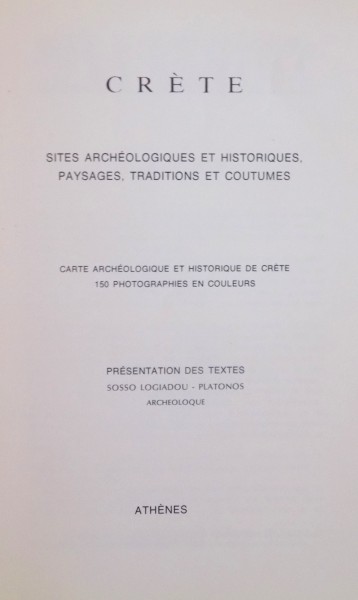 CRÈTE
SITES ARCHÉOLOGIQUES ET HISTORIQUES,
PAYSAGES, TRADITIONS ET COUTUMES
CARTE ARCHÉOLOGIQUE ET HISTORIQUE DE CRÈTE
150 PHOTOGRAPHIES EN COULEURS
PRÉSENTATION DES TEXTES
SOSSO LOGIADOU - PLATONOS
ARCHEOLOQUE
ATHÈNES